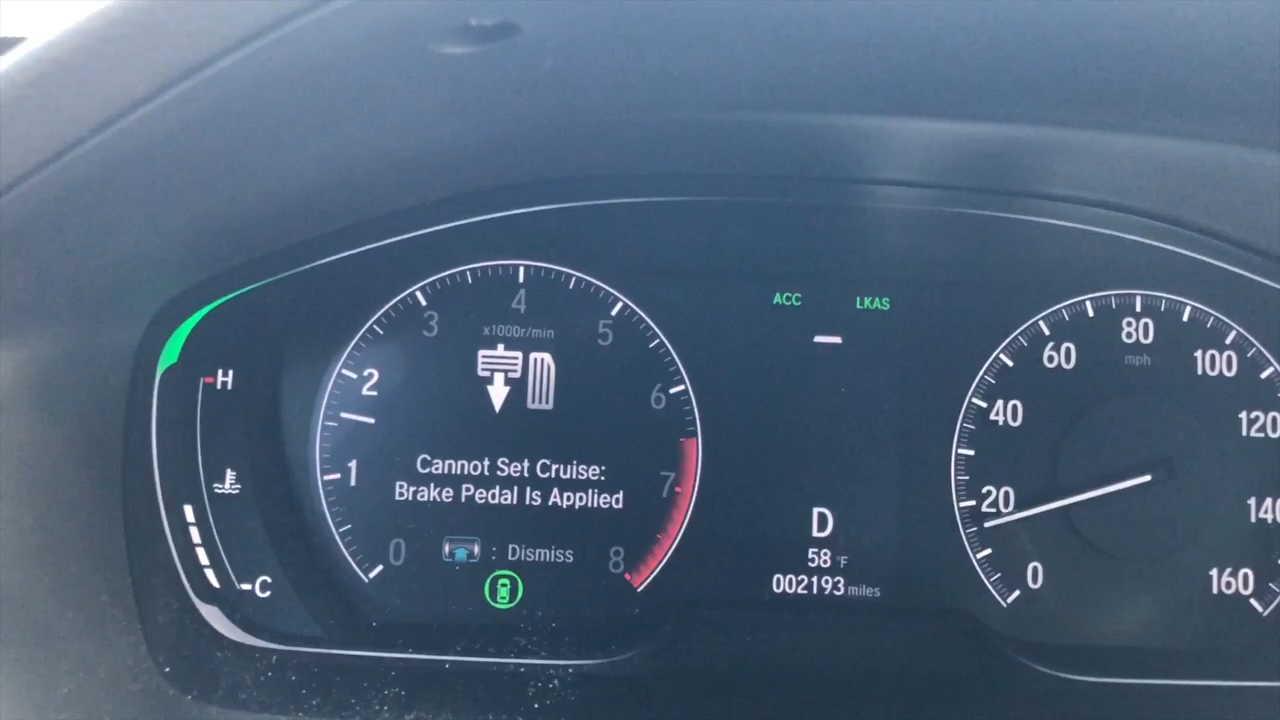 ACC LKAS
4
3
5
x1000r/min
2
6
1
7
0
8
H
C
Cannot Set Cruise:
Brake Pedal Is Applied
: Dismiss
D
58 °F
002193 miles
80
mph
60
100
40
120
20
140
0
160